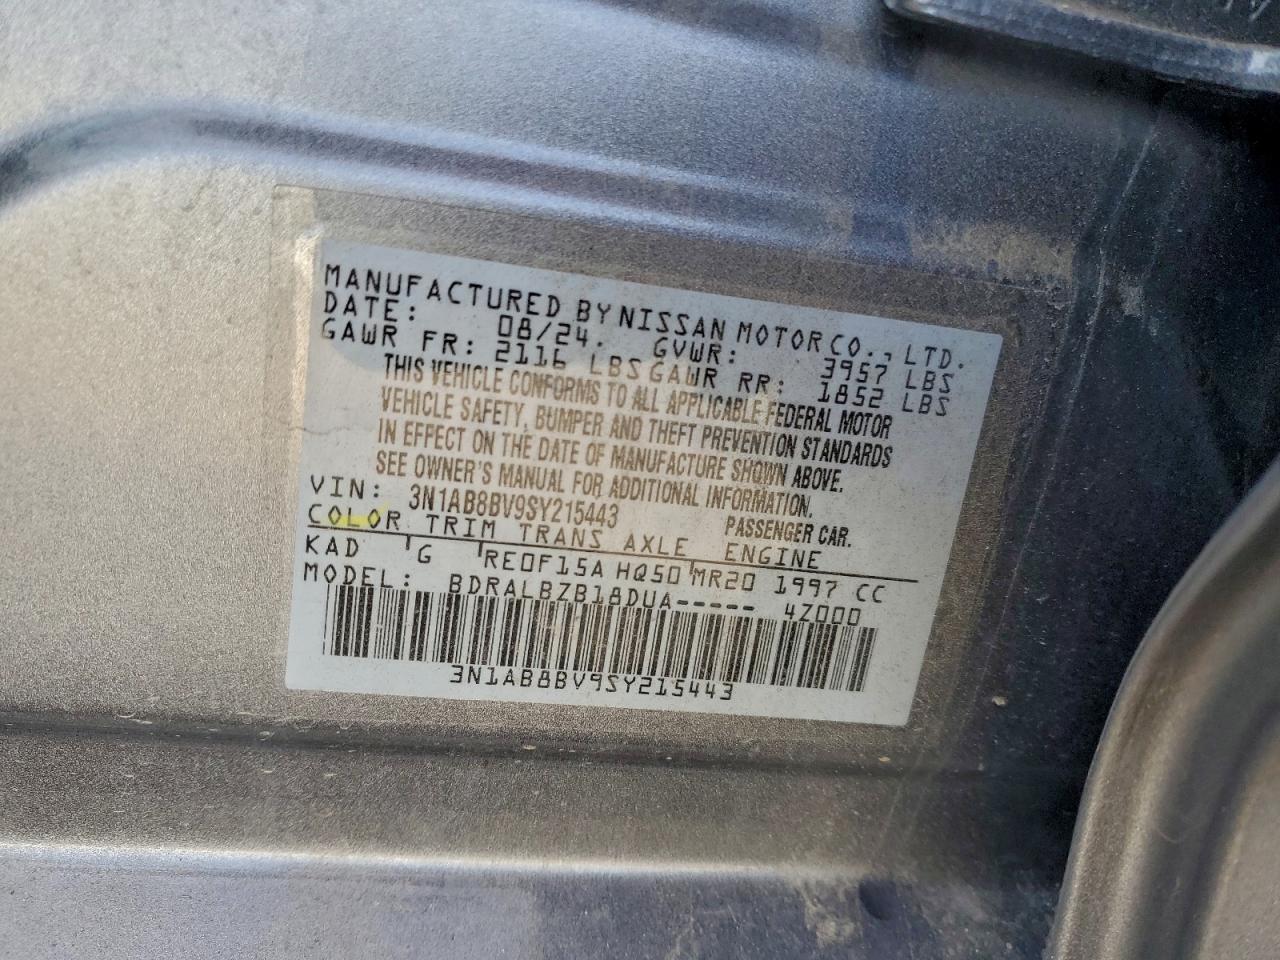 MANUFACTURED BY NISSAN MOTOR CO., LTD.
DATE: 08/24. GVWR: 3957 LBS
GAWR FR: 2116 LBS GAWR RR: 1852 LBS
THIS VEHICLE CONFORMS TO ALL APPLICABLE FEDERAL MOTOR
VEHICLE SAFETY, BUMPER AND THEFT PREVENTION STANDARDS
IN EFFECT ON THE DATE OF MANUFACTURE SHOWN ABOVE.
SEE OWNER'S MANUAL FOR ADDITIONAL INFORMATION.
VIN: 3N1AB8BV9SY215443 PASSENGER CAR.
COLOR TRIM TRANS AXLE ENGINE
KAD G RE0F15A HQ50 MR20 1997 CC
MODEL: BDRALBZB18DUA----- 4Z000
3N1AB8BV9SY215443